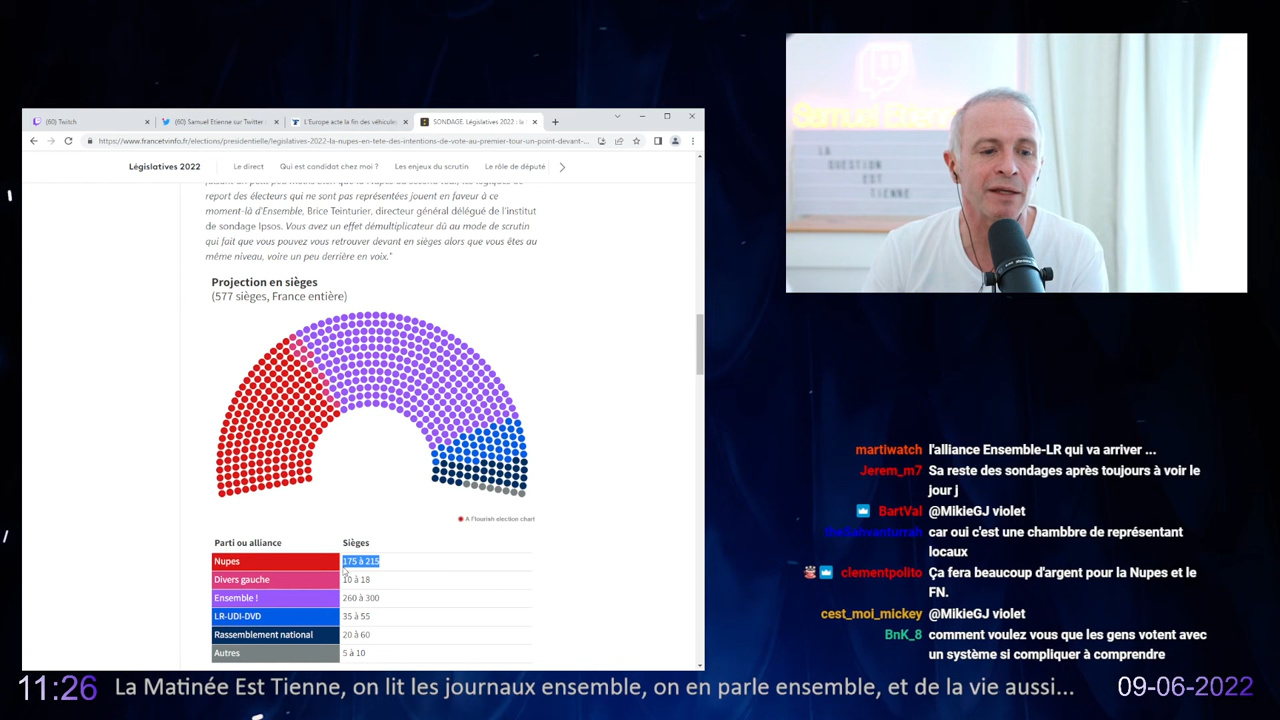 (60) Twitch
(60) Samuel Etienne sur Twitter :
L'Europe acte la fin des véhicule
SONDAGE. Législatives 2022 : la
https://www.francetvinfo.fr/elections/presidentielle/legislatives-2022-la-nupes-en-tete-des-intentions-de-vote-au-premier-tour-un-point-devant-...
Législatives 2022
Le direct
Qui est candidat chez moi ?
Les enjeux du scrutin
Le rôle de député
report des électeurs qui ne sont pas représentées jouent en faveur à ce
moment-là d'Ensemble, Brice Teinturier, directeur général délégué de l'institut
de sondage Ipsos. Vous avez un effet démultiplicateur dû au mode de scrutin
qui fait que vous pouvez vous retrouver devant en sièges alors que vous êtes au
même niveau, voire un peu derrière en voix."
Projection en sièges
(577 sièges, France entière)
A Flourish election chart
Parti ou alliance Sièges
Nupes 175 à 215
Divers gauche 10 à 18
Ensemble ! 260 à 300
LR-UDI-DVD 35 à 55
Rassemblement national 20 à 60
Autres 5 à 10
Samuel Etienne
LA
QUESTION
EST
TIENNE
martiwatch l'alliance Ensemble-LR qui va arriver ...
Jerem_m7 Sa reste des sondages après toujours à voir le
jour j
BartVal @MikieGJ violet
car oui c'est une chambbre de représentant
locaux
clementpolito Ça fera beaucoup d'argent pour la Nupes et le
FN.
cest_moi_mickey @MikieGJ violet
BnK_8 comment voulez vous que les gens votent avec
un système si compliquer à comprendre
11:26 La Matinée Est Tienne, on lit les journaux ensemble, on en parle ensemble, et de la vie aussi... 09-06-2022